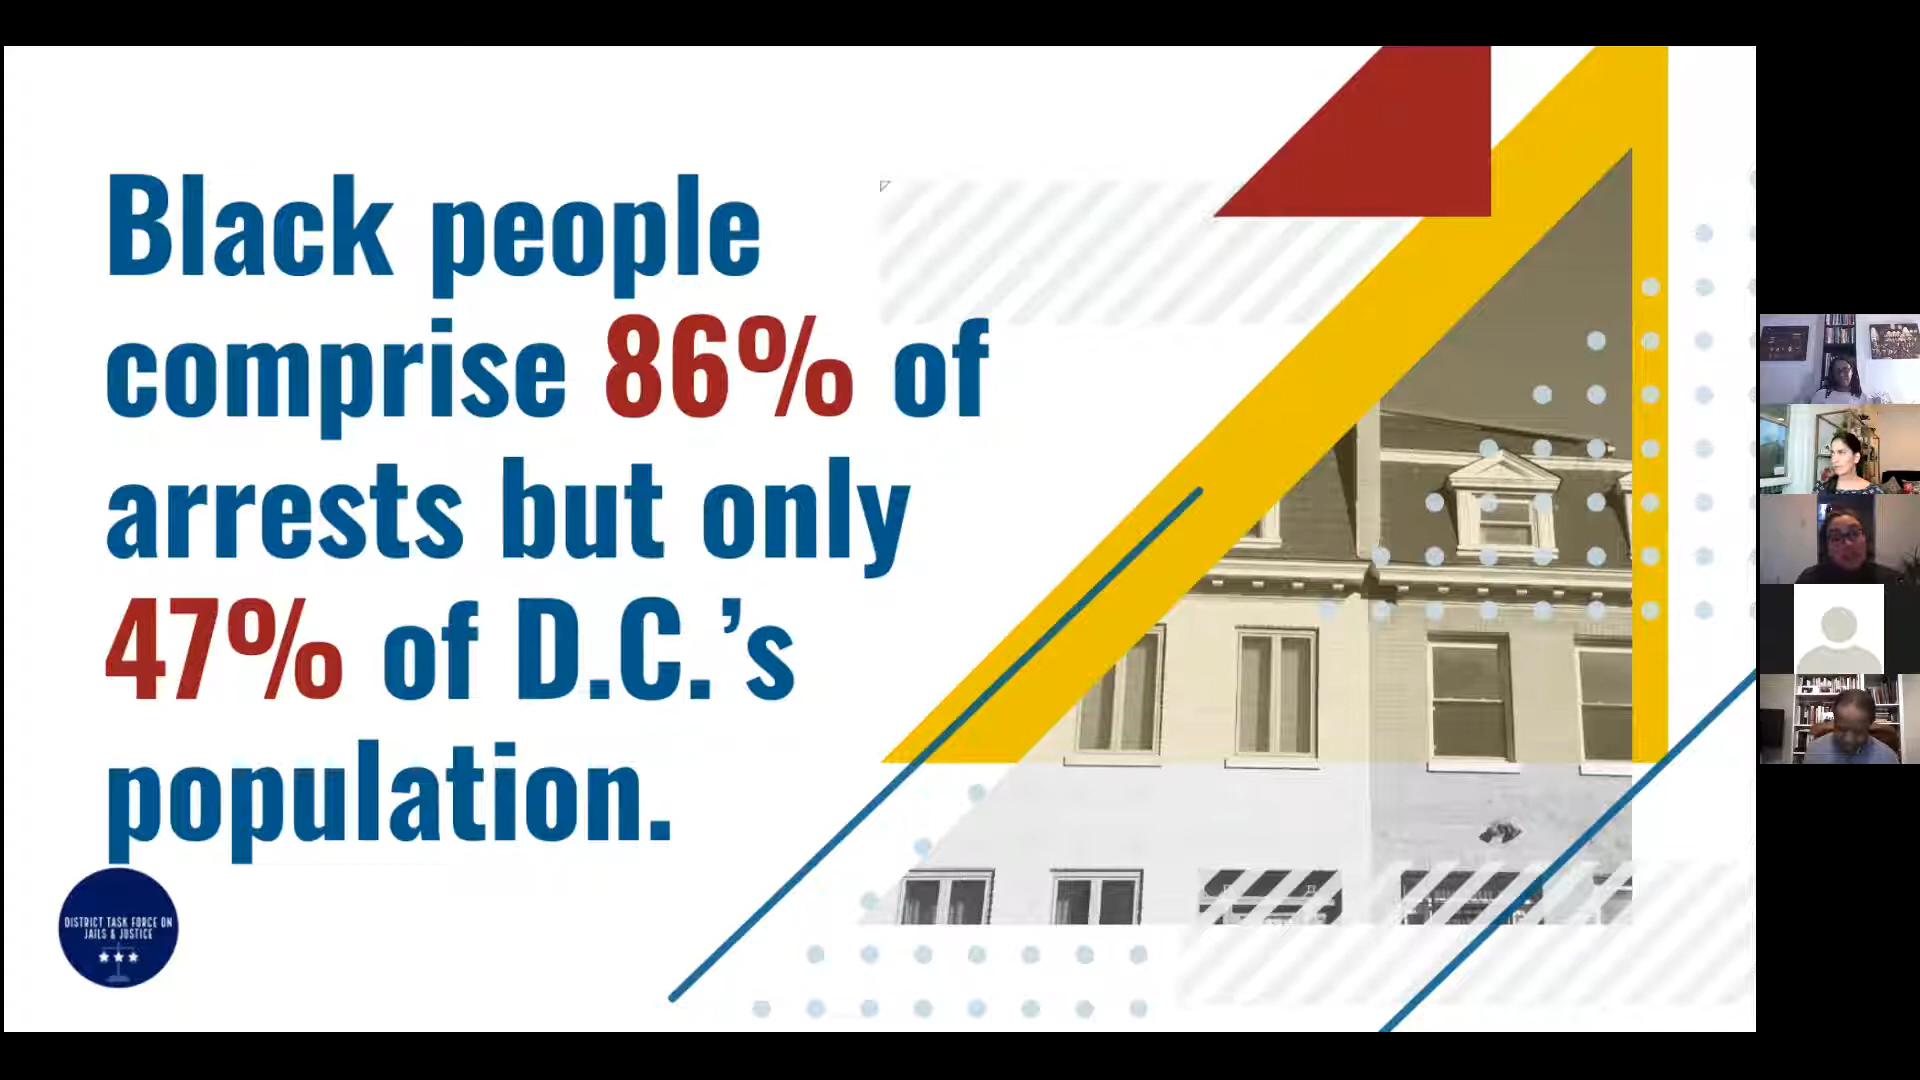 Black people
comprise 86% of
arrests but only
47% of D.C.’s
population.
DISTRICT TASK FORCE ON
JAILS & JUSTICE